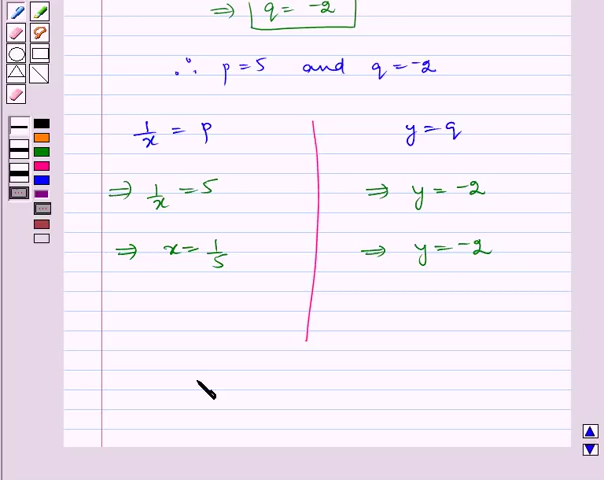 ⇒ q = -2
∴ p = 5 and q = -2
1/x = p
⇒ 1/x = 5
⇒ x = 1/5
y = q
⇒ y = -2
⇒ y = -2